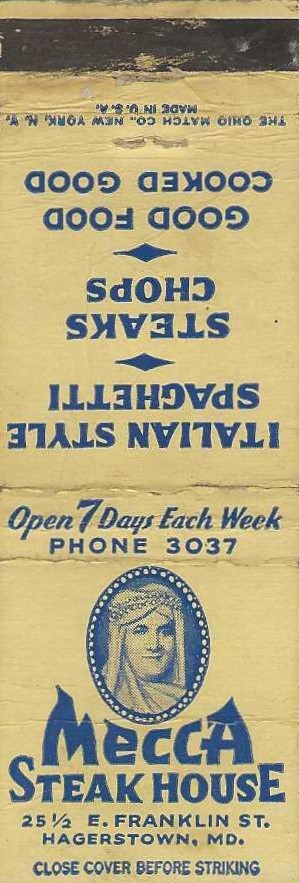 Open 7 Days Each Week
PHONE 3037
MECCA
STEAK HOUSE
25½ E. FRANKLIN ST.
HAGERSTOWN, MD.
CLOSE COVER BEFORE STRIKING
ITALIAN STYLE
SPAGHETTI
STEAKS
CHOPS
GOOD FOOD
COOKED GOOD
THE OHIO MATCH CO., NEW YORK, N. Y.
MADE IN U.S.A.